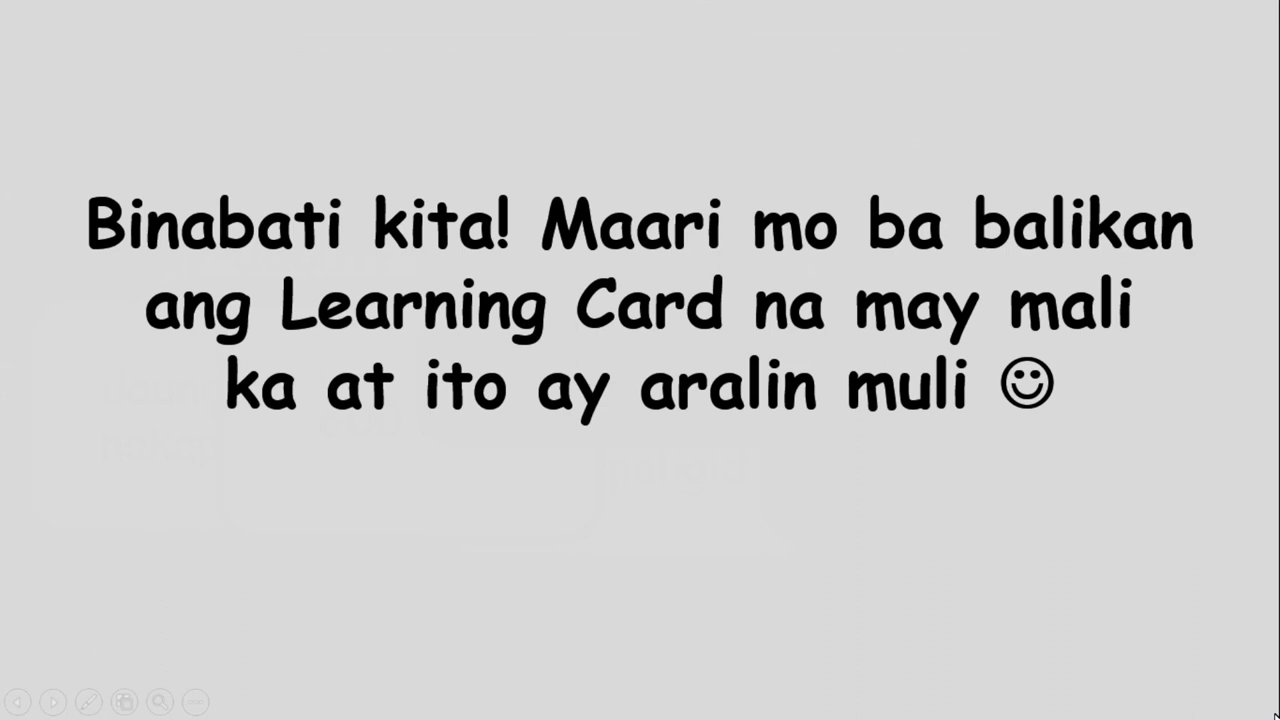 Binabati kita! Maari mo ba balikan
ang Learning Card na may mali
ka at ito ay aralin muli ☺